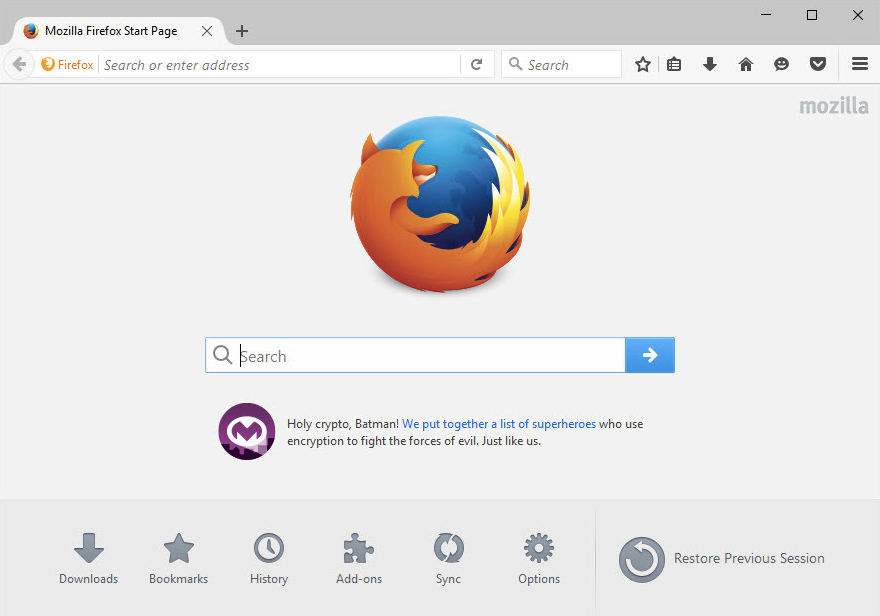 Mozilla Firefox Start Page
Firefox Search or enter address
Search
mozilla
Search
Holy crypto, Batman! We put together a list of superheroes who use
encryption to fight the forces of evil. Just like us.
Downloads Bookmarks History Add-ons Sync Options
Restore Previous Session